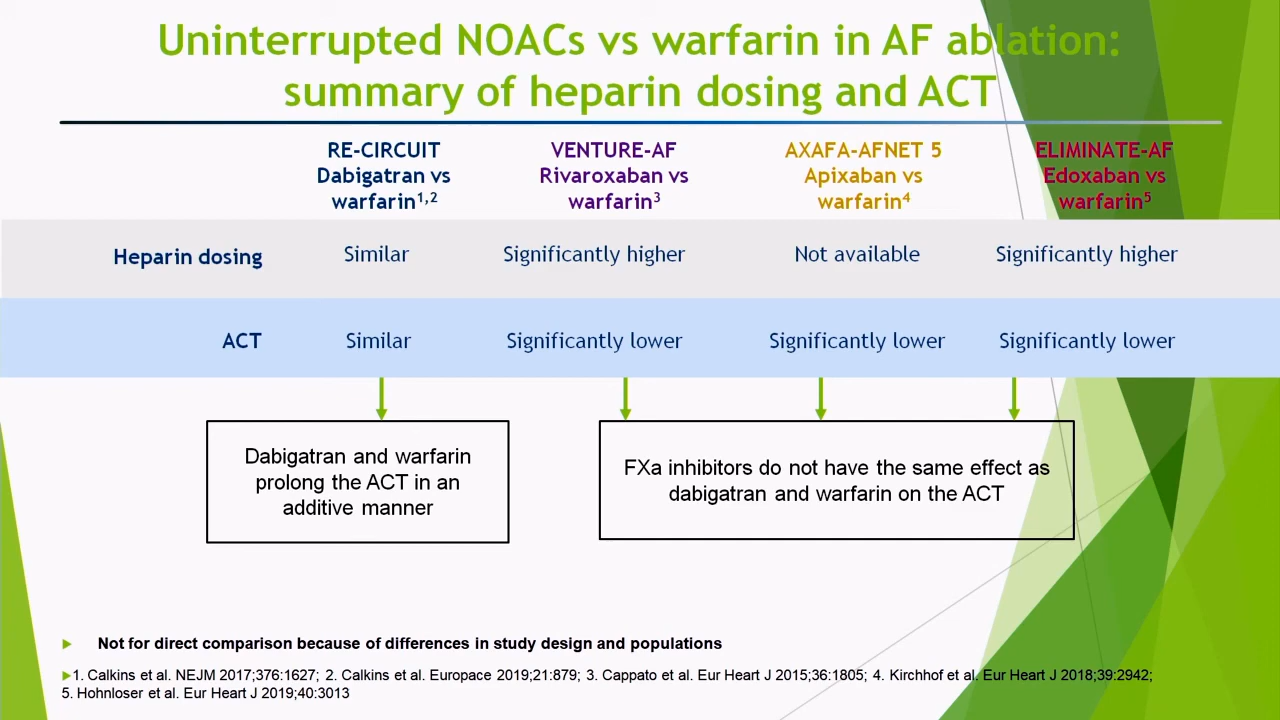 Uninterrupted NOACs vs warfarin in AF ablation:
summary of heparin dosing and ACT
RE-CIRCUIT
Dabigatran vs
warfarin1,2
VENTURE-AF
Rivaroxaban vs
warfarin3
AXAFA-AFNET 5
Apixaban vs
warfarin4
ELIMINATE-AF
Edoxaban vs
warfarin5
Heparin dosing Similar Significantly higher Not available Significantly higher
ACT Similar Significantly lower Significantly lower Significantly lower
Dabigatran and warfarin
prolong the ACT in an
additive manner
FXa inhibitors do not have the same effect as
dabigatran and warfarin on the ACT
Not for direct comparison because of differences in study design and populations
1. Calkins et al. NEJM 2017;376:1627; 2. Calkins et al. Europace 2019;21:879; 3. Cappato et al. Eur Heart J 2015;36:1805; 4. Kirchhof et al. Eur Heart J 2018;39:2942;
5. Hohnloser et al. Eur Heart J 2019;40:3013